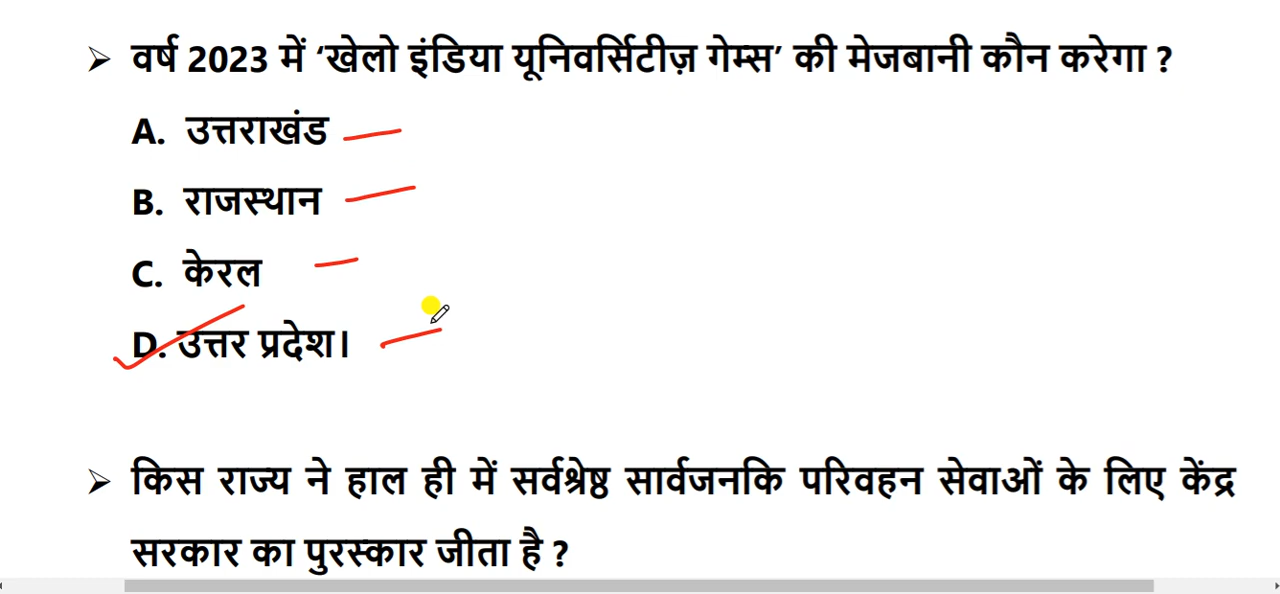 ➢ वर्ष 2023 में ‘खेलो इंडिया यूनिवर्सिटीज़ गेम्स’ की मेजबानी कौन करेगा ?
A. उत्तराखंड
B. राजस्थान
C. केरल
D. उत्तर प्रदेश।
➢ किस राज्य ने हाल ही में सर्वश्रेष्ठ सार्वजनकि परिवहन सेवाओं के लिए केंद्र
सरकार का पुरस्कार जीता है ?